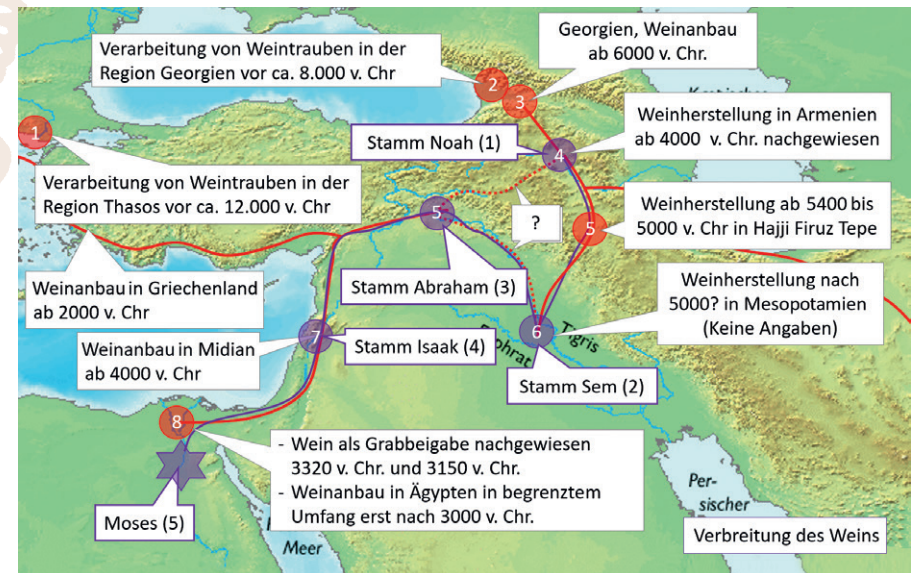 Verarbeitung von Weintrauben in der
Region Georgien vor ca. 8.000 v. Chr
Georgien, Weinanbau
ab 6000 v. Chr.
2
3
1
Stamm Noah (1)
4
Weinherstellung in Armenien
ab 4000 v. Chr. nachgewiesen
Verarbeitung von Weintrauben in der
Region Thasos vor ca. 12.000 v. Chr
5
?
5
Weinherstellung ab 5400 bis
5000 v. Chr in Hajji Firuz Tepe
Weinanbau in Griechenland
ab 2000 v. Chr
Stamm Abraham (3)
Weinherstellung nach
5000? in Mesopotamien
(Keine Angaben)
Weinanbau in Midian
ab 4000 v. Chr
7
Stamm Isaak (4)
6
Tigris
Stamm Sem (2)
8
- Wein als Grabbeigabe nachgewiesen
3320 v. Chr. und 3150 v. Chr.
- Weinanbau in Ägypten in begrenztem
Umfang erst nach 3000 v. Chr.
Moses (5)
Meer
Per-
sischer
Verbreitung des Weins